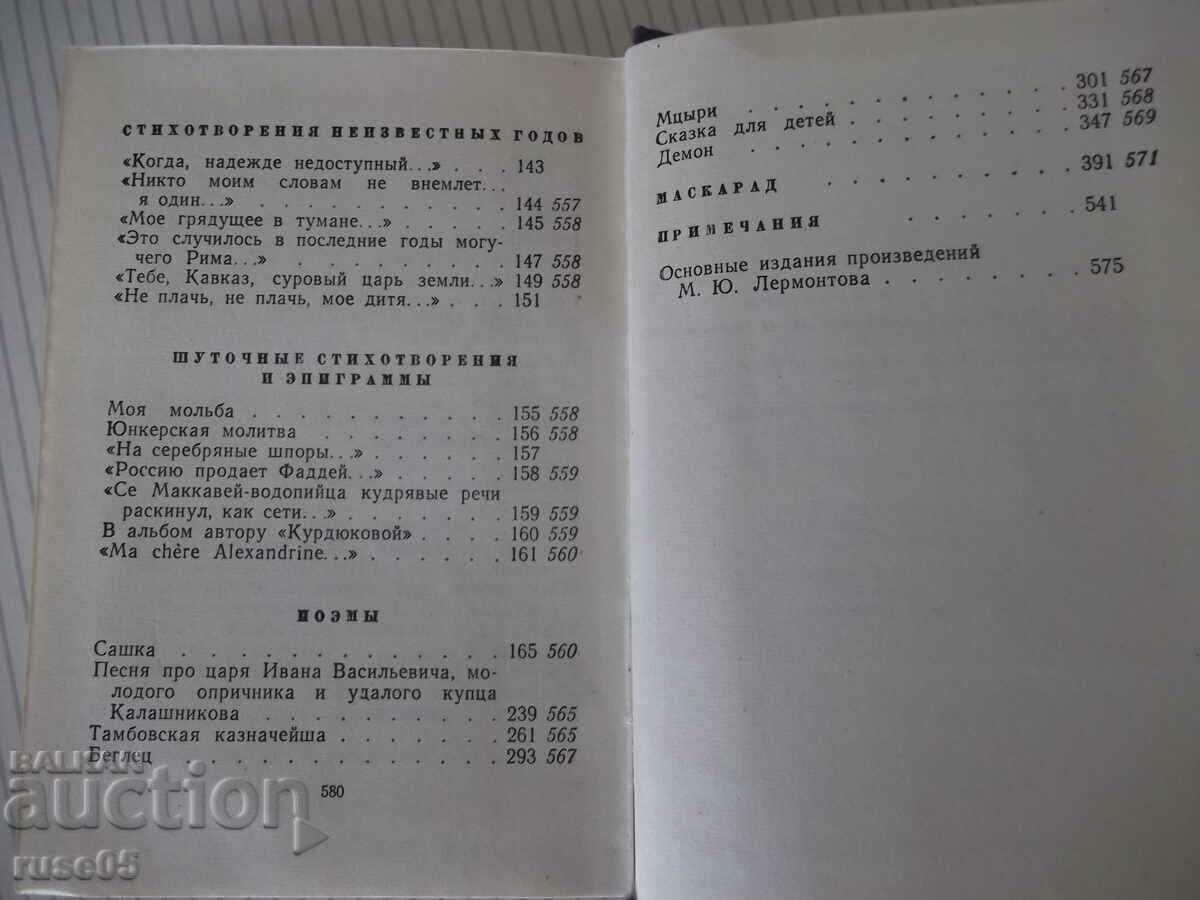 СТИХОТВОРЕНИЯ НЕИЗВЕСТНЫХ ГОДОВ
«Когда, надежде недоступный...» . . . . 143
«Никто моим словам не внемлет...
я один...» . . . . . . . . . . . 144 557
«Мое грядущее в тумане...» . . . . . 145 558
«Это случилось в последние годы могу-
чего Рима...» . . . . . . . . . 147 558
«Тебе, Кавказ, суровый царь земли...» 149 558
«Не плачь, не плачь, мое дитя...» . . . 151
ШУТОЧНЫЕ СТИХОТВОРЕНИЯ
И ЭПИГРАММЫ
Моя мольба . . . . . . . . . . . 155 558
Юнкерская молитва . . . . . . . . 156 558
«На серебряные шпоры...» . . . . . 157
«Россию продает Фаддей...» . . . . . 158 559
«Се Маккавей-водопийца кудрявые речи
раскинул, как сети...» . . . . . . 159 559
В альбом автору «Курдюковой» . . . . 160 559
«Ma chère Alexandrine...» . . . . . . 161 560
ПОЭМЫ
Сашка . . . . . . . . . . . . . 165 560
Песня про царя Ивана Васильевича, мо-
лодого опричника и удалого купца
Калашникова . . . . . . . . . . 239 565
Тамбовская казначейша . . . . . . . 261 565
Беглец . . . . . . . . . . . . . 293 567
580
Мцыри . . . . . . . . . . . . 301 567
Сказка для детей . . . . . . . . . 331 568
Демон . . . . . . . . . . . . 347 569
МАСКАРАД . . . . . . . . . 391 571
ПРИМЕЧАНИЯ . . . . . . 541
Основные издания произведений
М. Ю. Лермонтова . . . . . . . . 575
BALKAN
auction
ruse05